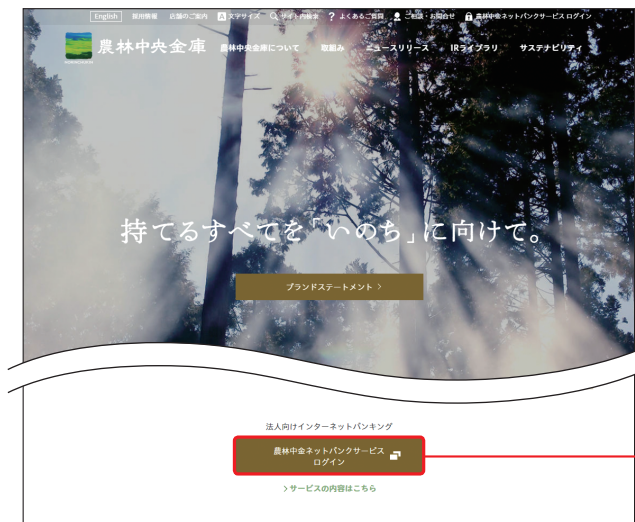 English 採用情報 店舗のご案内 A 文字サイズ サイト内検索 ? よくあるご質問 ご相談・お問合せ 農林中金ネットバンクサービス ログイン
農林中央金庫 農林中央金庫について 取組み ニュースリリース IRライブラリ サステナビリティ
持てるすべてを「いのち」に向けて。
ブランドステートメント >
法人向けインターネットバンキング
農林中金ネットバンクサービス
ログイン
> サービスの内容はこちら